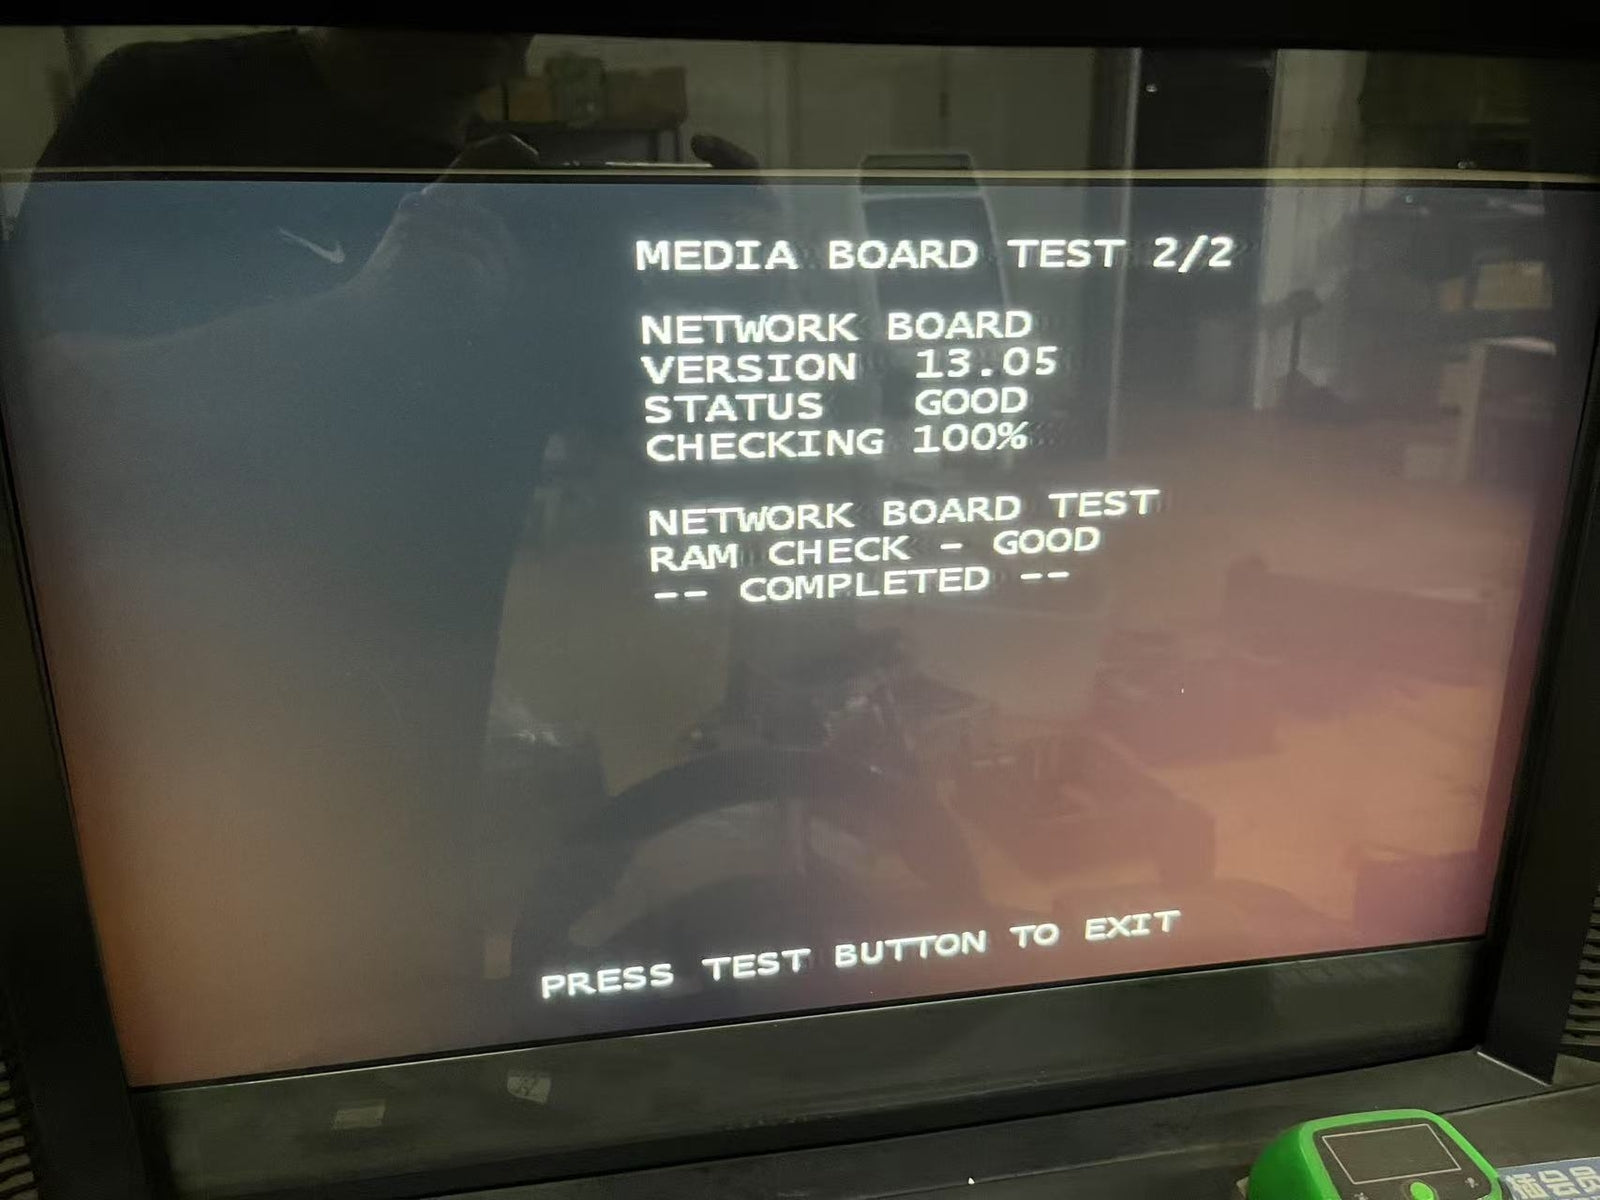 MEDIA BOARD TEST 2/2
NETWORK BOARD
VERSION 13.05
STATUS GOOD
CHECKING 100%
NETWORK BOARD TEST
RAM CHECK - GOOD
-- COMPLETED --
PRESS TEST BUTTON TO EXIT